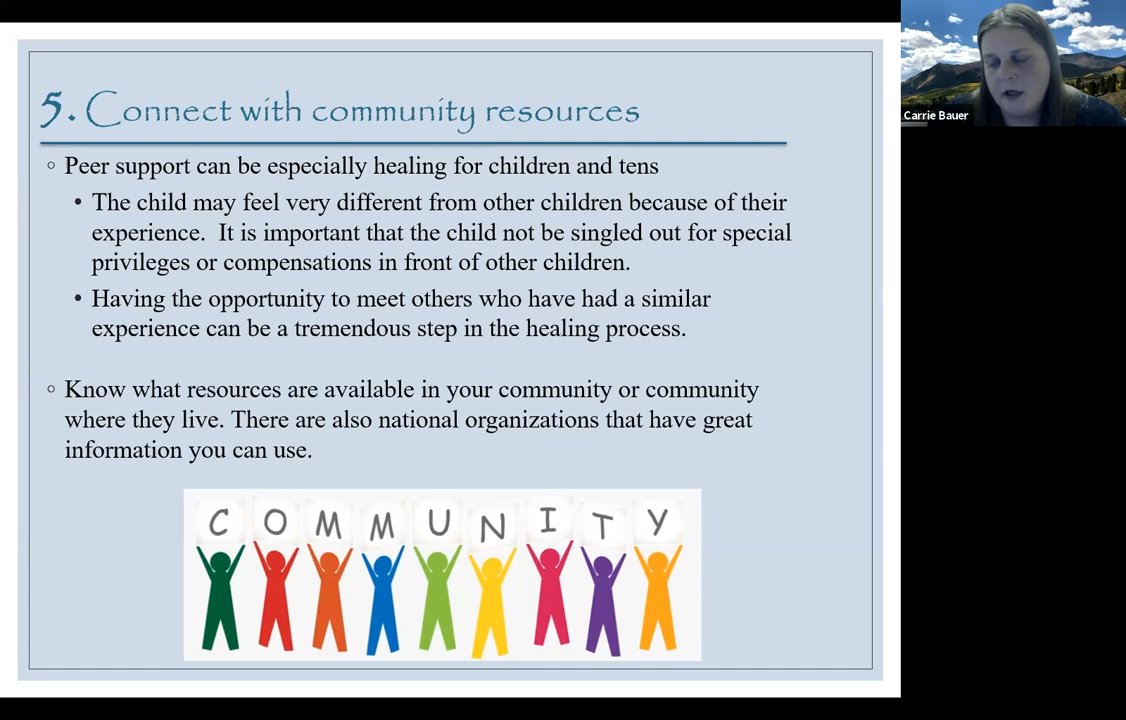 5. Connect with community resources
Carrie Bauer
◦ Peer support can be especially healing for children and tens
• The child may feel very different from other children because of their
experience.  It is important that the child not be singled out for special
privileges or compensations in front of other children.
• Having the opportunity to meet others who have had a similar
experience can be a tremendous step in the healing process.
◦ Know what resources are available in your community or community
where they live. There are also national organizations that have great
information you can use.
COMMUNITY